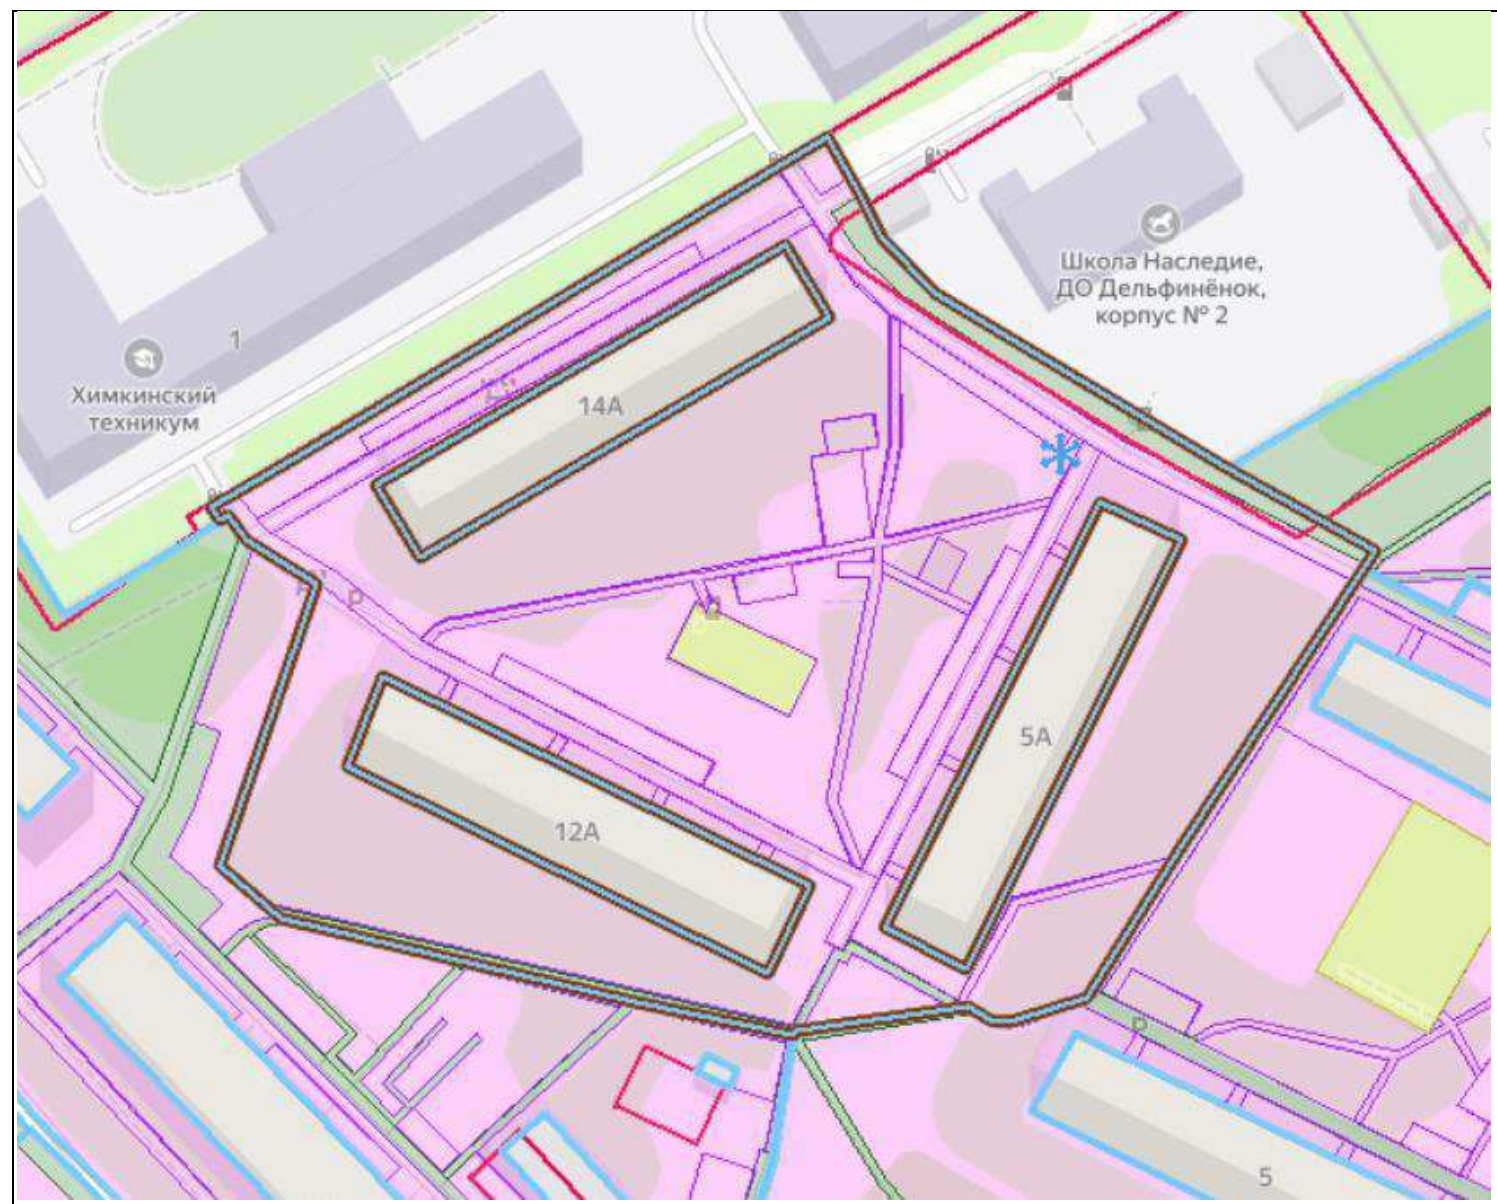 Школа Наследие,
ДО Дельфинёнок,
корпус № 2
1
Химкинский
техникум
14А
P
5А
12А
P
5